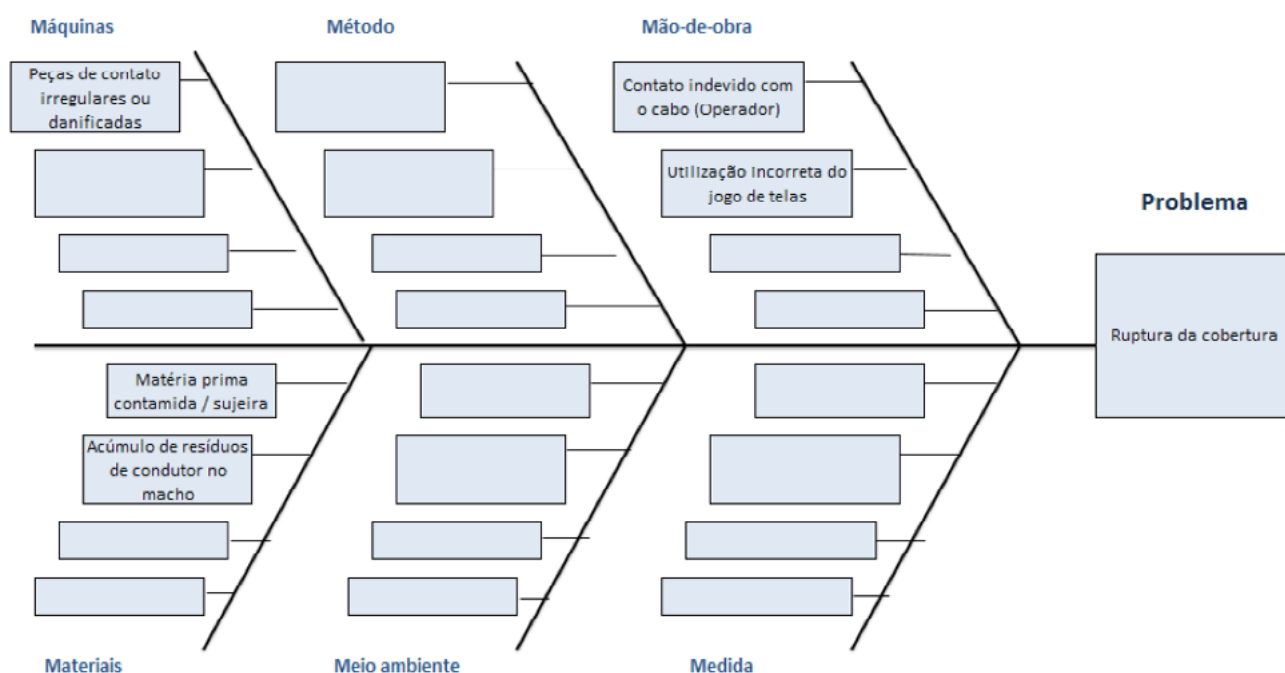 Máquinas
Método
Mão-de-obra
Peças de contato
irregulares ou
danificadas
Contato indevido com
o cabo (Operador)
Utilização incorreta do
jogo de telas
Problema
Ruptura da cobertura
Matéria prima
contamida / sujeira
Acúmulo de resíduos
de condutor no
macho
Materiais
Meio ambiente
Medida